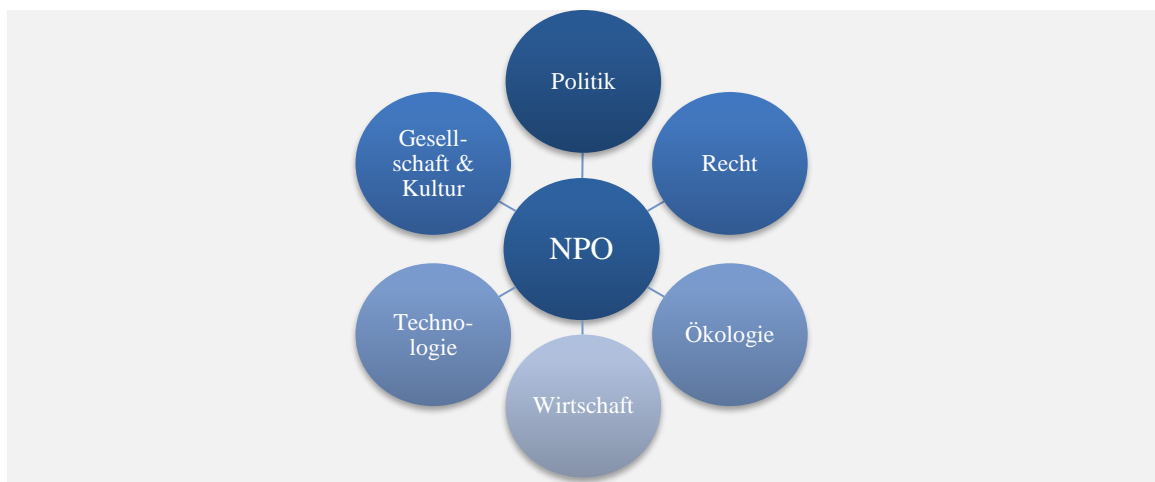 Politik
Gesell-
schaft &
Kultur
Recht
NPO
Techno-
logie
Ökologie
Wirtschaft